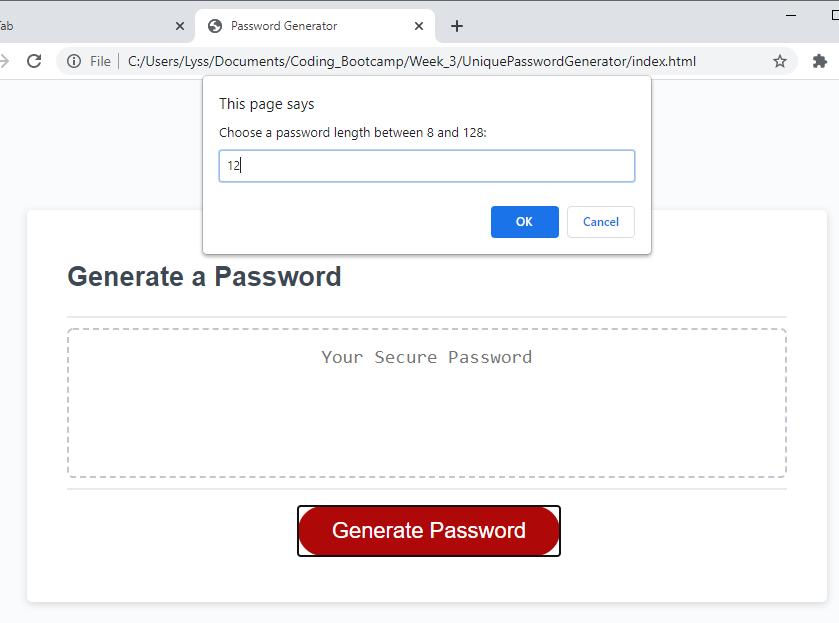 Password Generator
File
C:/Users/Lyss/Documents/Coding_Bootcamp/Week_3/UniquePasswordGenerator/index.html
This page says
Choose a password length between 8 and 128:
12
OK
Cancel
Generate a Password
Your Secure Password
Generate Password